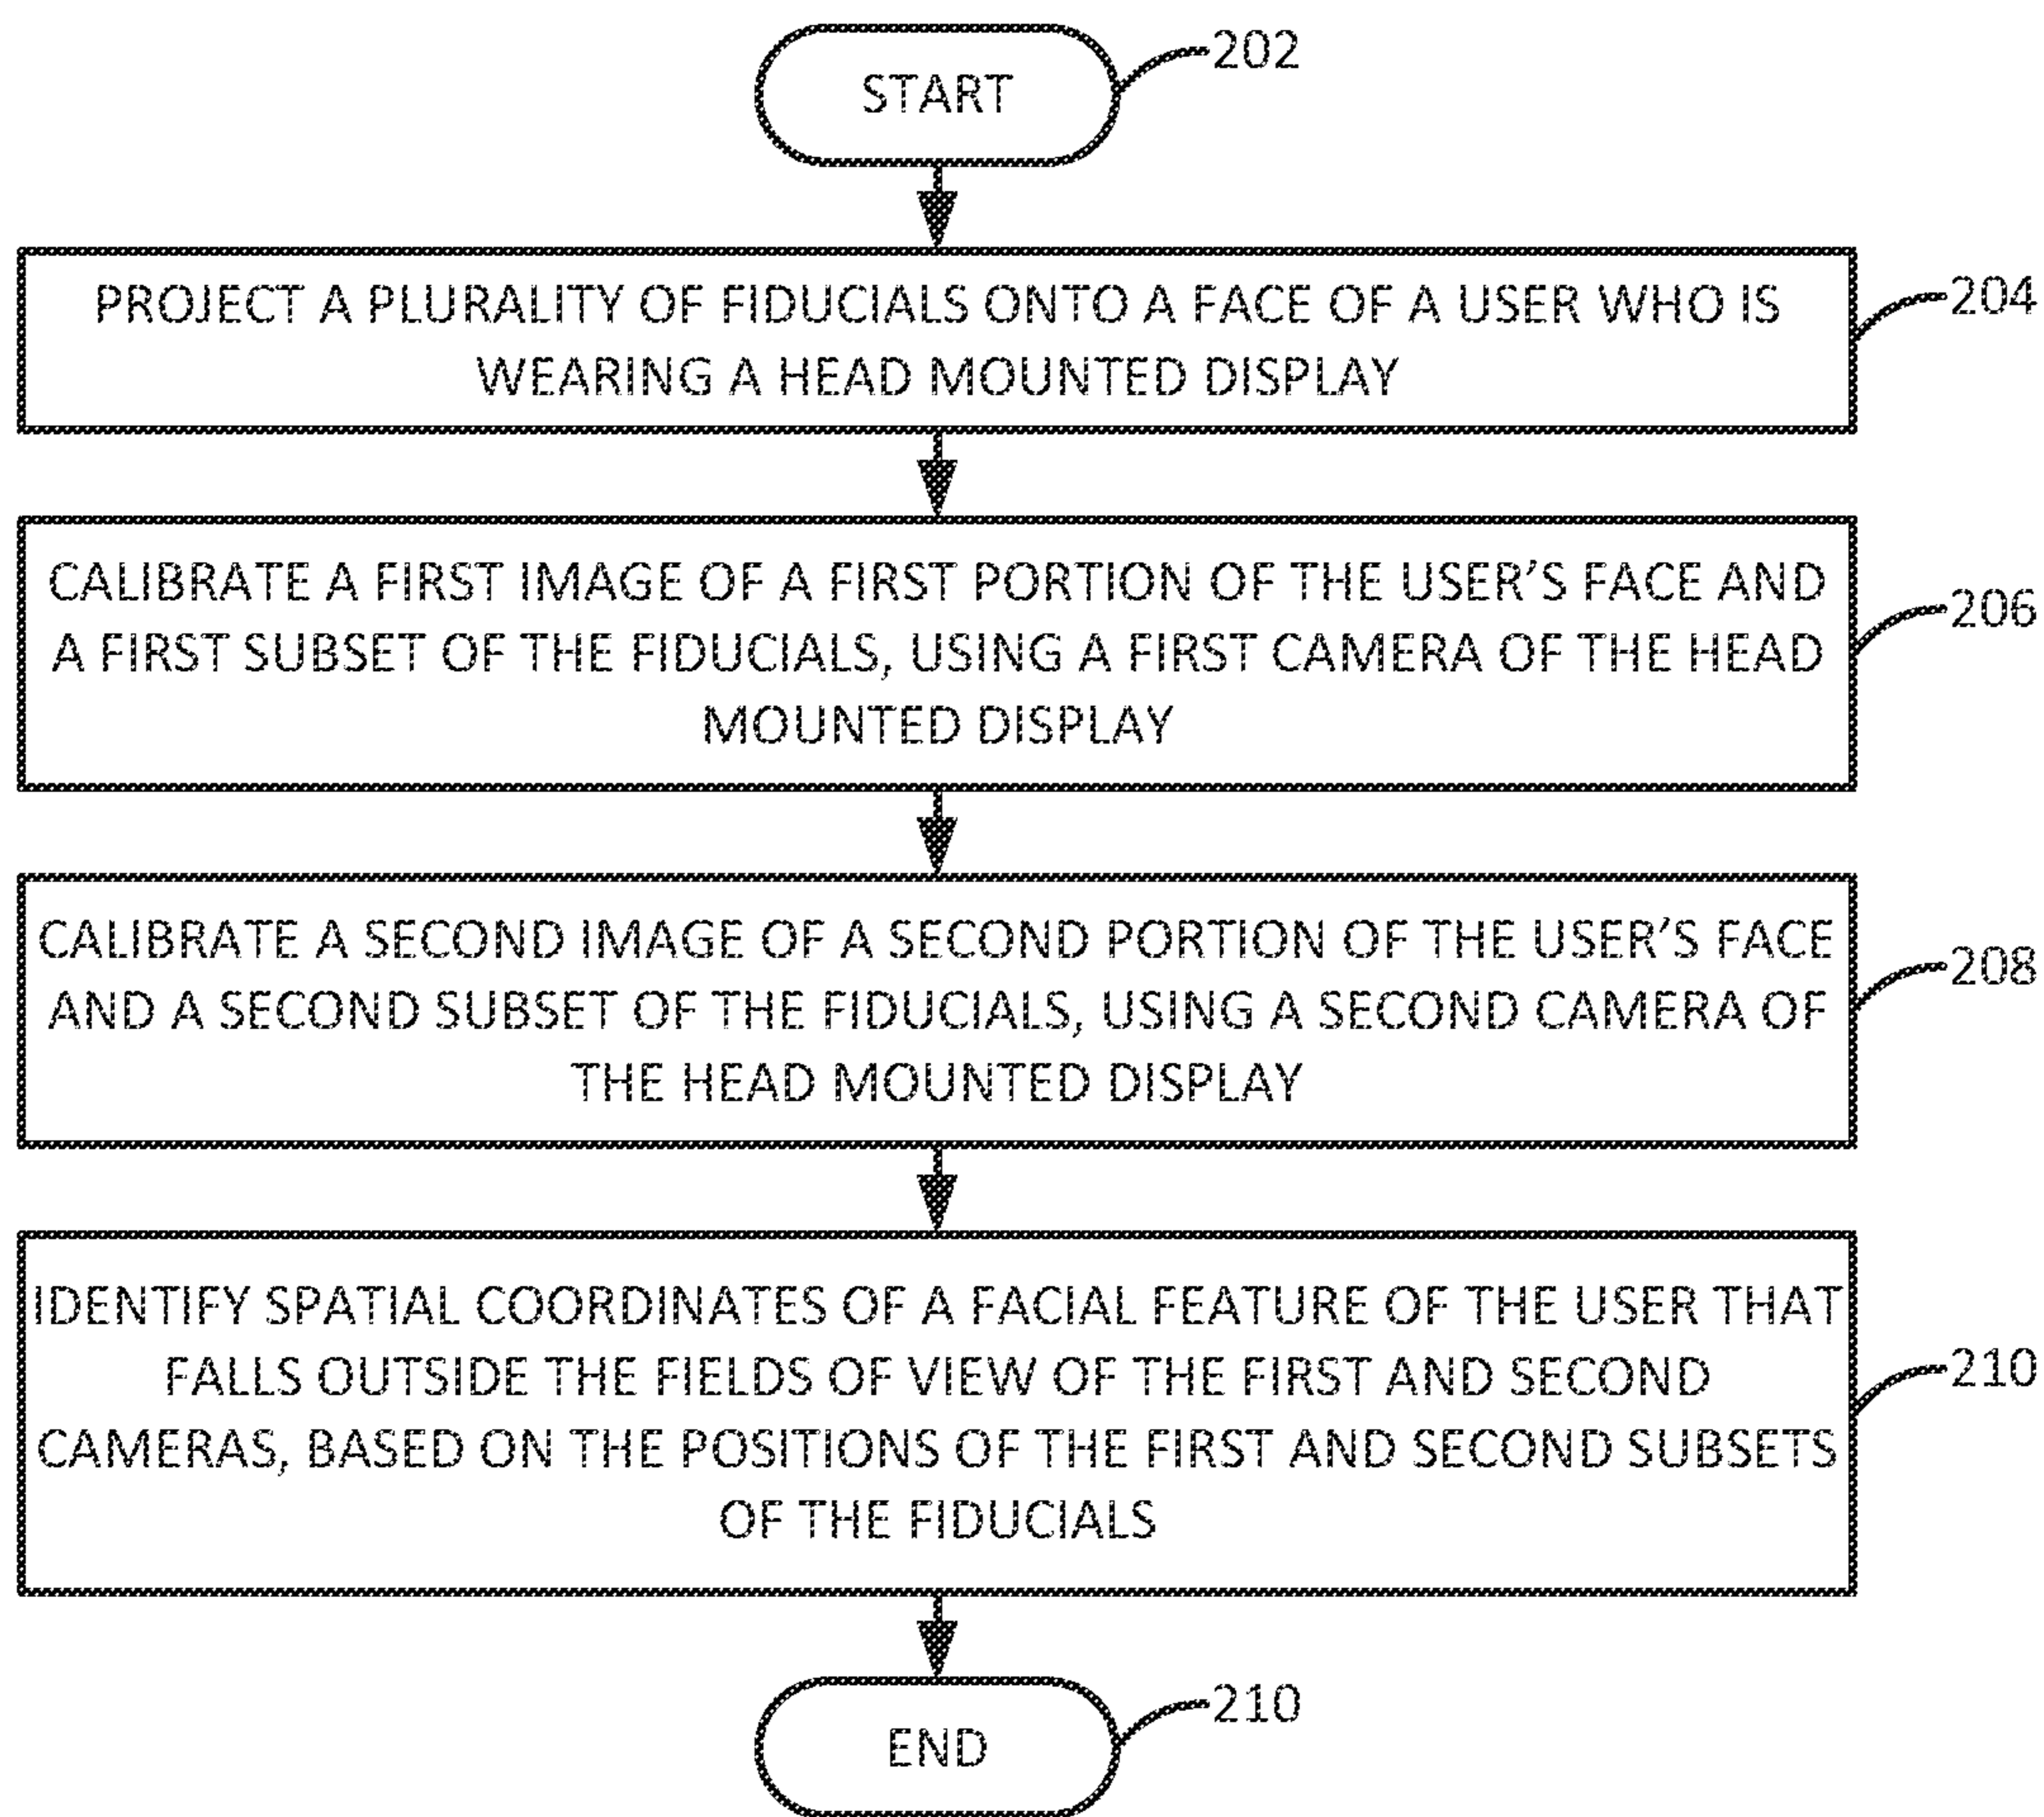 START
202
PROJECT A PLURALITY OF FIDUCIALS ONTO A FACE OF A USER WHO IS
WEARING A HEAD MOUNTED DISPLAY
204
CALIBRATE A FIRST IMAGE OF A FIRST PORTION OF THE USER’S FACE AND
A FIRST SUBSET OF THE FIDUCIALS, USING A FIRST CAMERA OF THE HEAD
MOUNTED DISPLAY
206
CALIBRATE A SECOND IMAGE OF A SECOND PORTION OF THE USER’S FACE
AND A SECOND SUBSET OF THE FIDUCIALS, USING A SECOND CAMERA OF
THE HEAD MOUNTED DISPLAY
208
IDENTIFY SPATIAL COORDINATES OF A FACIAL FEATURE OF THE USER THAT
FALLS OUTSIDE THE FIELDS OF VIEW OF THE FIRST AND SECOND
CAMERAS, BASED ON THE POSITIONS OF THE FIRST AND SECOND SUBSETS
OF THE FIDUCIALS
210
END
210